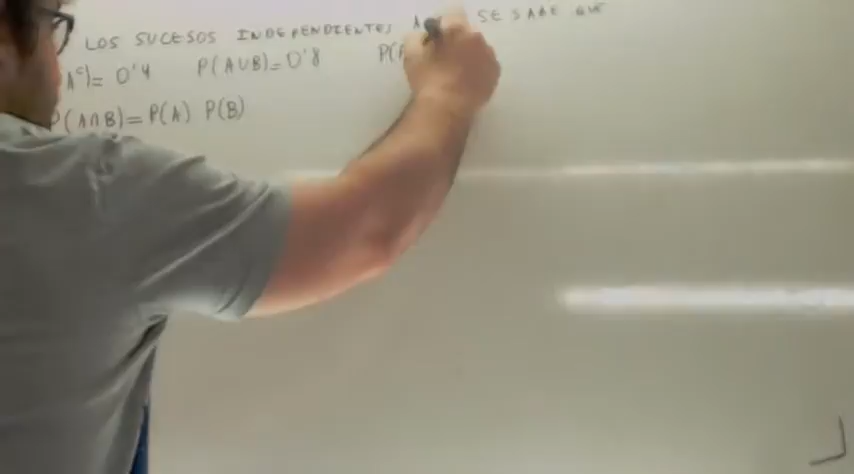 LOS SUCESOS INDEPENDIENTES A SE SABE QUE
A^c)= 0'4 P(A∪B)=0'8 P(A
P(A∩B)= P(A) P(B)